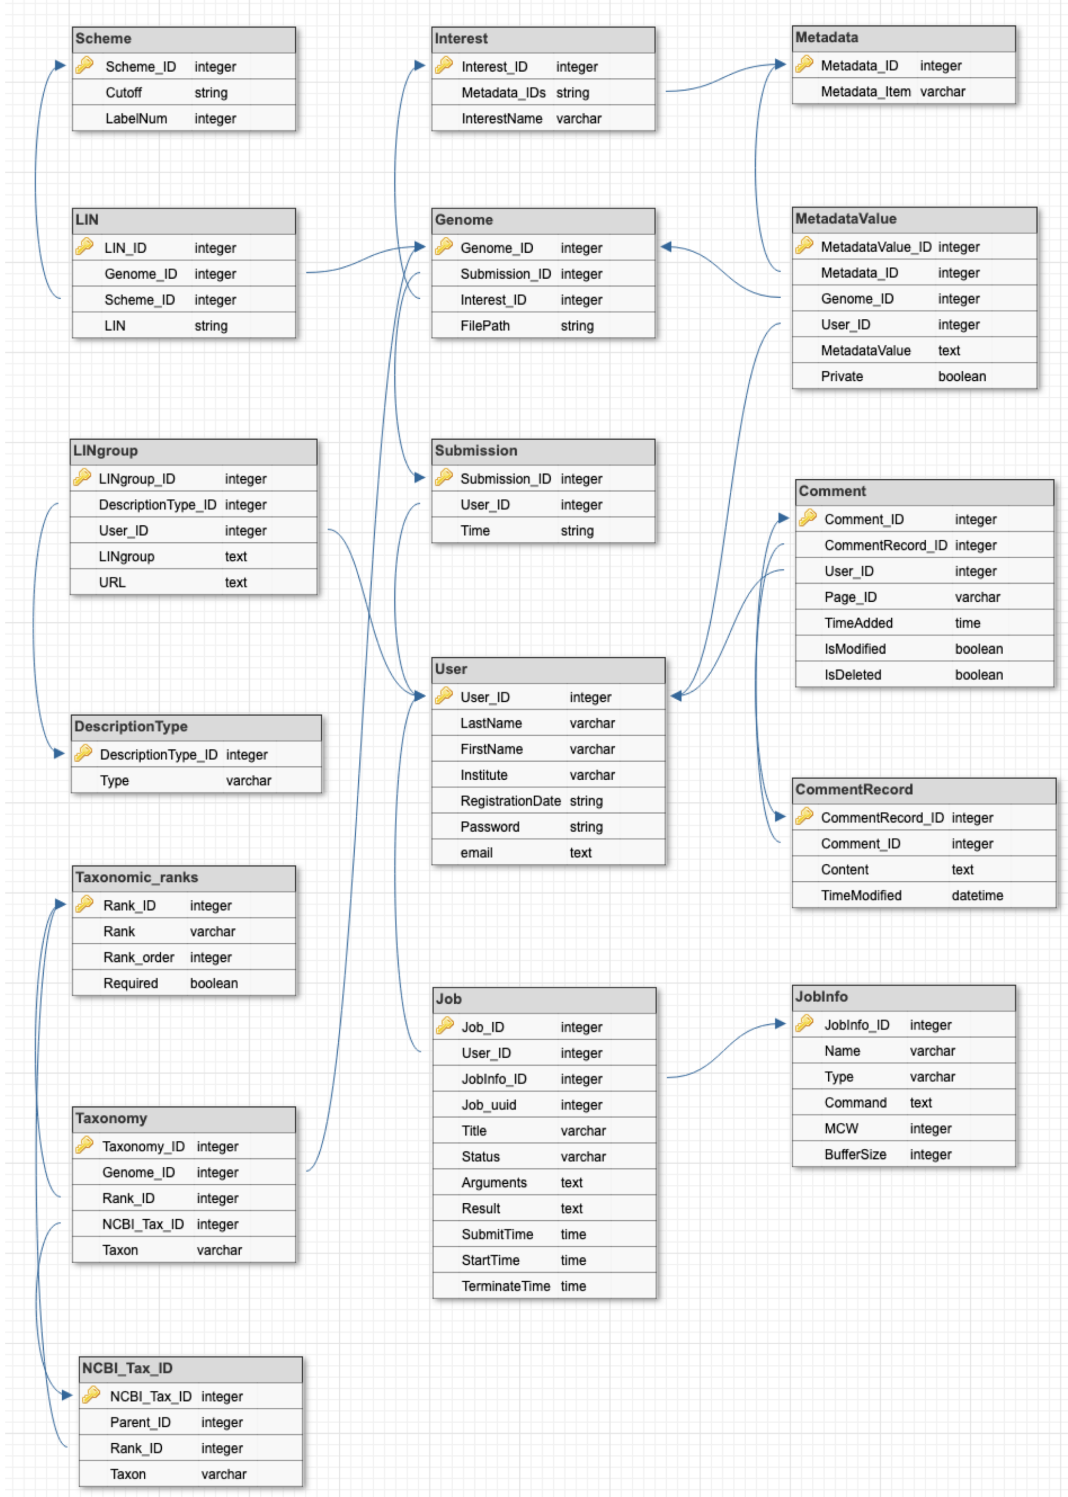 Scheme
Scheme_ID integer
Cutoff string
LabelNum integer
Interest
Interest_ID integer
Metadata_IDs string
InterestName varchar
Metadata
Metadata_ID integer
Metadata_Item varchar
LIN
LIN_ID integer
Genome_ID integer
Scheme_ID integer
LIN string
Genome
Genome_ID integer
Submission_ID integer
Interest_ID integer
FilePath string
MetadataValue
MetadataValue_ID integer
Metadata_ID integer
Genome_ID integer
User_ID integer
MetadataValue text
Private boolean
LINgroup
LINgroup_ID integer
DescriptionType_ID integer
User_ID integer
LINgroup text
URL text
Submission
Submission_ID integer
User_ID integer
Time string
Comment
Comment_ID integer
CommentRecord_ID integer
User_ID integer
Page_ID varchar
TimeAdded time
IsModified boolean
IsDeleted boolean
User
User_ID integer
LastName varchar
FirstName varchar
Institute varchar
RegistrationDate string
Password string
email text
DescriptionType
DescriptionType_ID integer
Type varchar
CommentRecord
CommentRecord_ID integer
Comment_ID integer
Content text
TimeModified datetime
Taxonomic_ranks
Rank_ID integer
Rank varchar
Rank_order integer
Required boolean
Job
Job_ID integer
User_ID integer
JobInfo_ID integer
Job_uuid integer
Title varchar
Status varchar
Arguments text
Result text
SubmitTime time
StartTime time
TerminateTime time
JobInfo
JobInfo_ID integer
Name varchar
Type varchar
Command text
MCW integer
BufferSize integer
Taxonomy
Taxonomy_ID integer
Genome_ID integer
Rank_ID integer
NCBI_Tax_ID integer
Taxon varchar
NCBI_Tax_ID
NCBI_Tax_ID integer
Parent_ID integer
Rank_ID integer
Taxon varchar